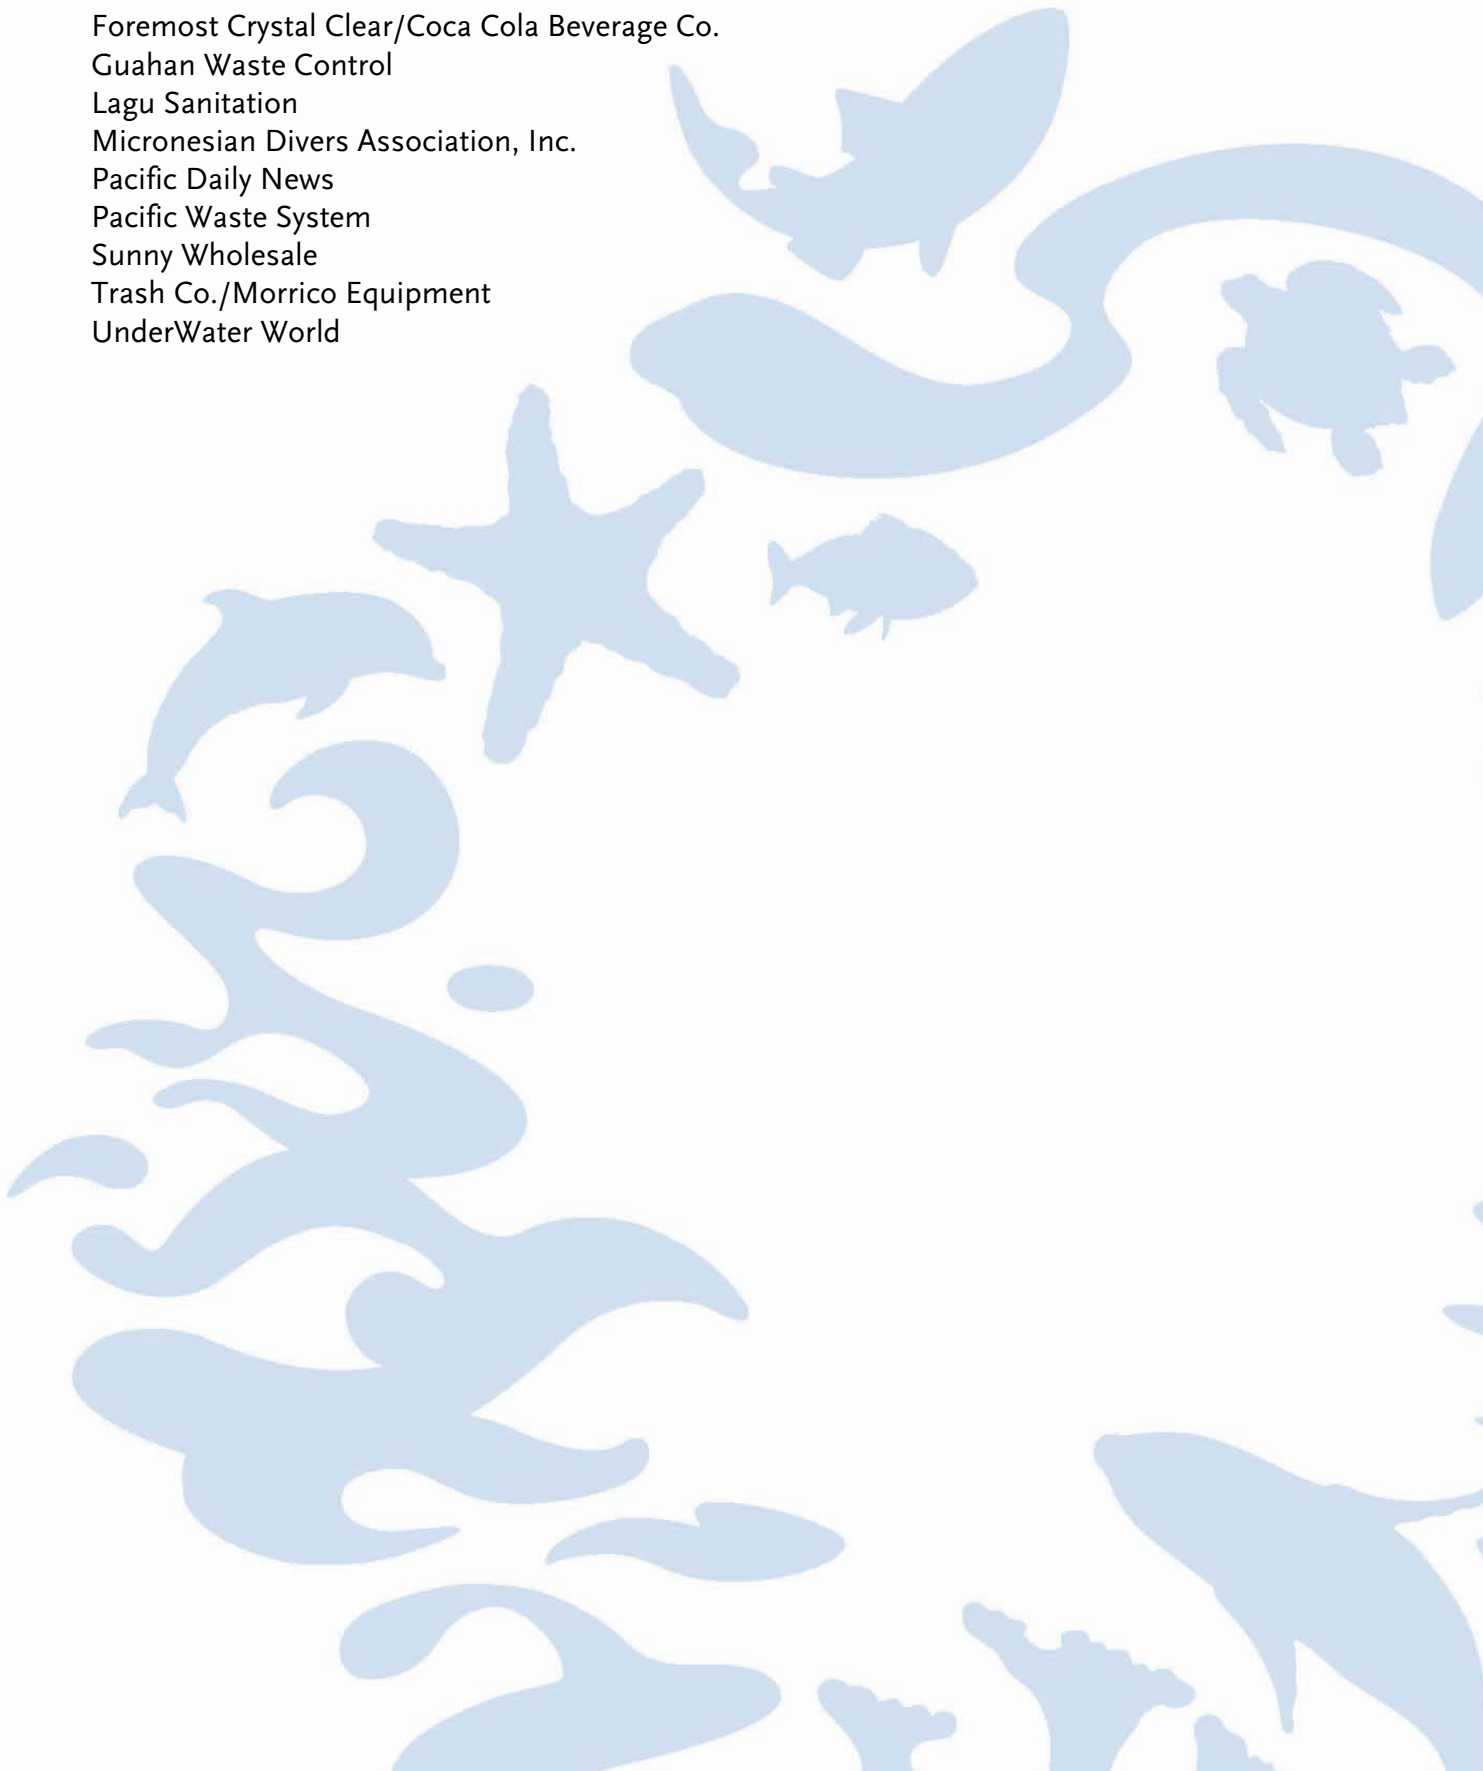 Foremost Crystal Clear/Coca Cola Beverage Co.
Guahan Waste Control
Lagu Sanitation
Micronesian Divers Association, Inc.
Pacific Daily News
Pacific Waste System
Sunny Wholesale
Trash Co./Morrico Equipment
UnderWater World